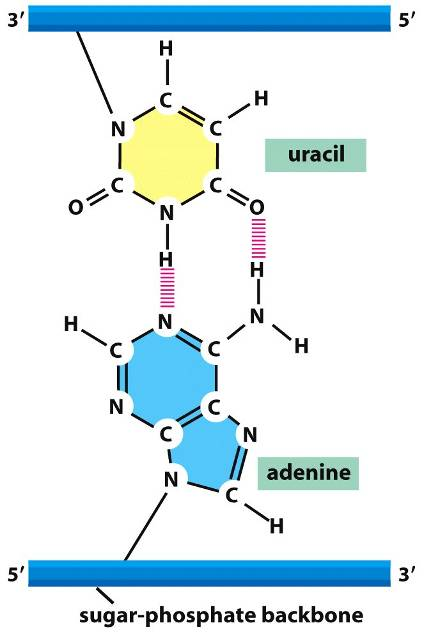 3′ 5′
H
C H
N C
uracil
C C
O N O
H H
N N
H C C H
N C
C N
adenine
N C
H
5′ 3′
sugar-phosphate backbone